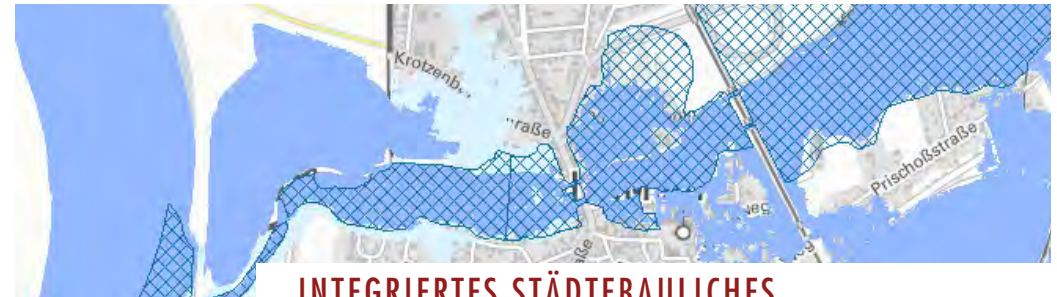 Krotzenb...
...raße
Prischoßstraße
INTEGRIERTES STÄDTEBAULICHES